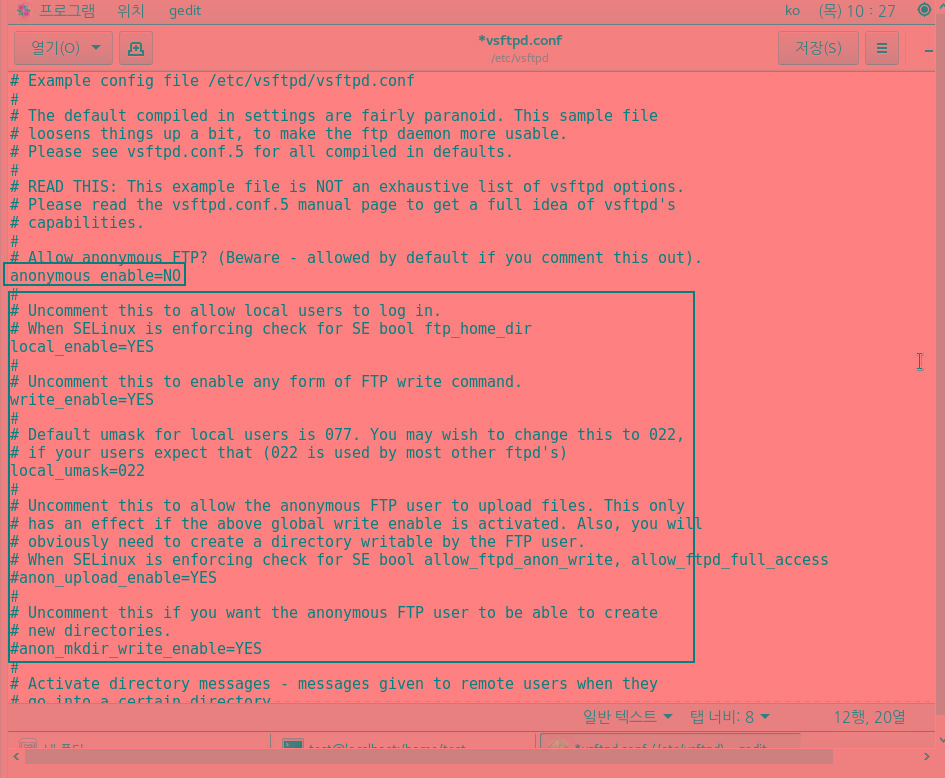 프로그램 위치 gedit ko (목) 10 : 27
열기(O) *vsftpd.conf 저장(S)
/etc/vsftpd
# Example config file /etc/vsftpd/vsftpd.conf
#
# The default compiled in settings are fairly paranoid. This sample file
# loosens things up a bit, to make the ftp daemon more usable.
# Please see vsftpd.conf.5 for all compiled in defaults.
#
# READ THIS: This example file is NOT an exhaustive list of vsftpd options.
# Please read the vsftpd.conf.5 manual page to get a full idea of vsftpd's
# capabilities.
#
# Allow anonymous FTP? (Beware - allowed by default if you comment this out).
anonymous_enable=NO
#
# Uncomment this to allow local users to log in.
# When SELinux is enforcing check for SE bool ftp_home_dir
local_enable=YES
#
# Uncomment this to enable any form of FTP write command.
write_enable=YES
#
# Default umask for local users is 077. You may wish to change this to 022,
# if your users expect that (022 is used by most other ftpd's)
local_umask=022
#
# Uncomment this to allow the anonymous FTP user to upload files. This only
# has an effect if the above global write enable is activated. Also, you will
# obviously need to create a directory writable by the FTP user.
# When SELinux is enforcing check for SE bool allow_ftpd_anon_write, allow_ftpd_full_access
#anon_upload_enable=YES
#
# Uncomment this if you want the anonymous FTP user to be able to create
# new directories.
#anon_mkdir_write_enable=YES
#
# Activate directory messages - messages given to remote users when they
# go into a certain directory.
일반 텍스트 탭 너비: 8 12행, 20열
test@localhost:/home/test *vsftpd.conf (/etc/vsftpd) - gedit